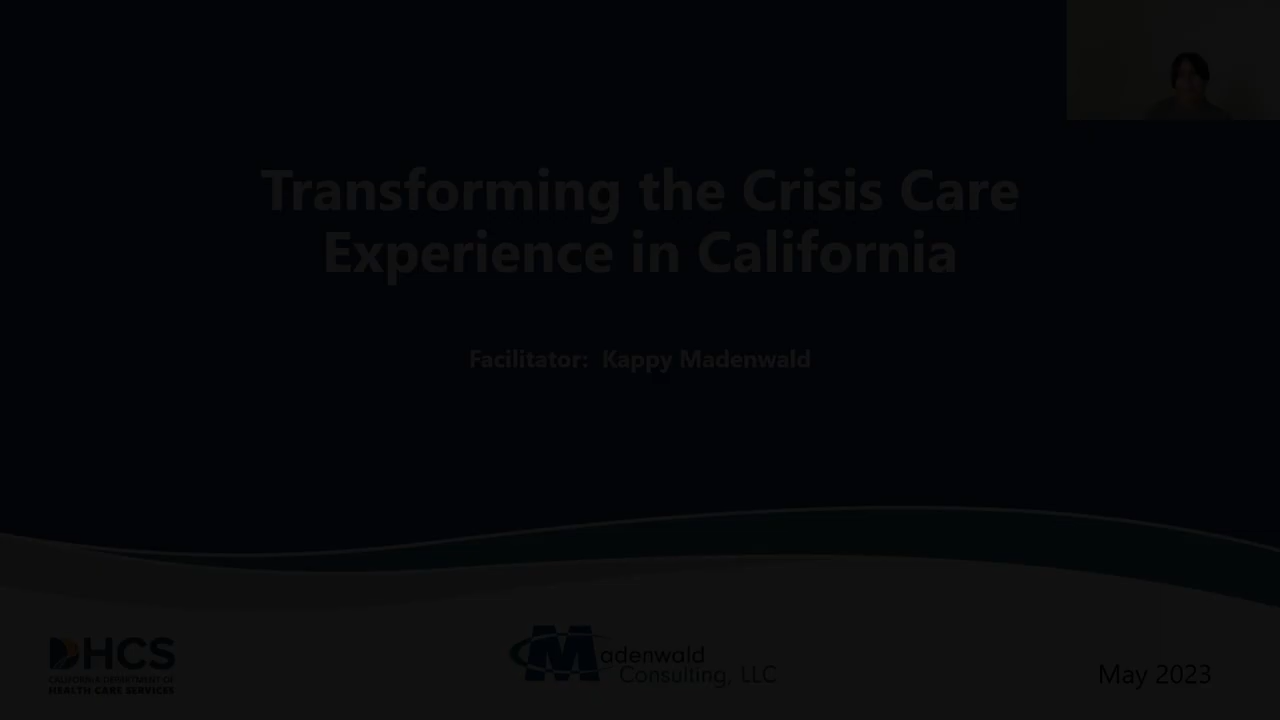 Transforming the Crisis Care
Experience in California
Facilitator: Kappy Madenwald
DHCS
CALIFORNIA DEPARTMENT OF
HEALTH CARE SERVICES
Madenwald
Consulting, LLC
May 2023